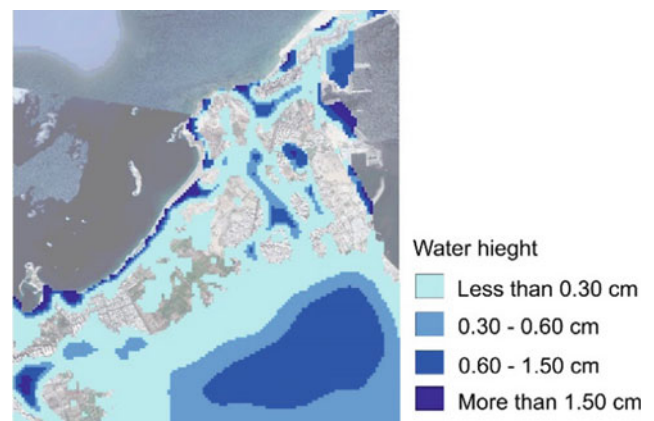 Water hieght
Less than 0.30 cm
0.30 - 0.60 cm
0.60 - 1.50 cm
More than 1.50 cm